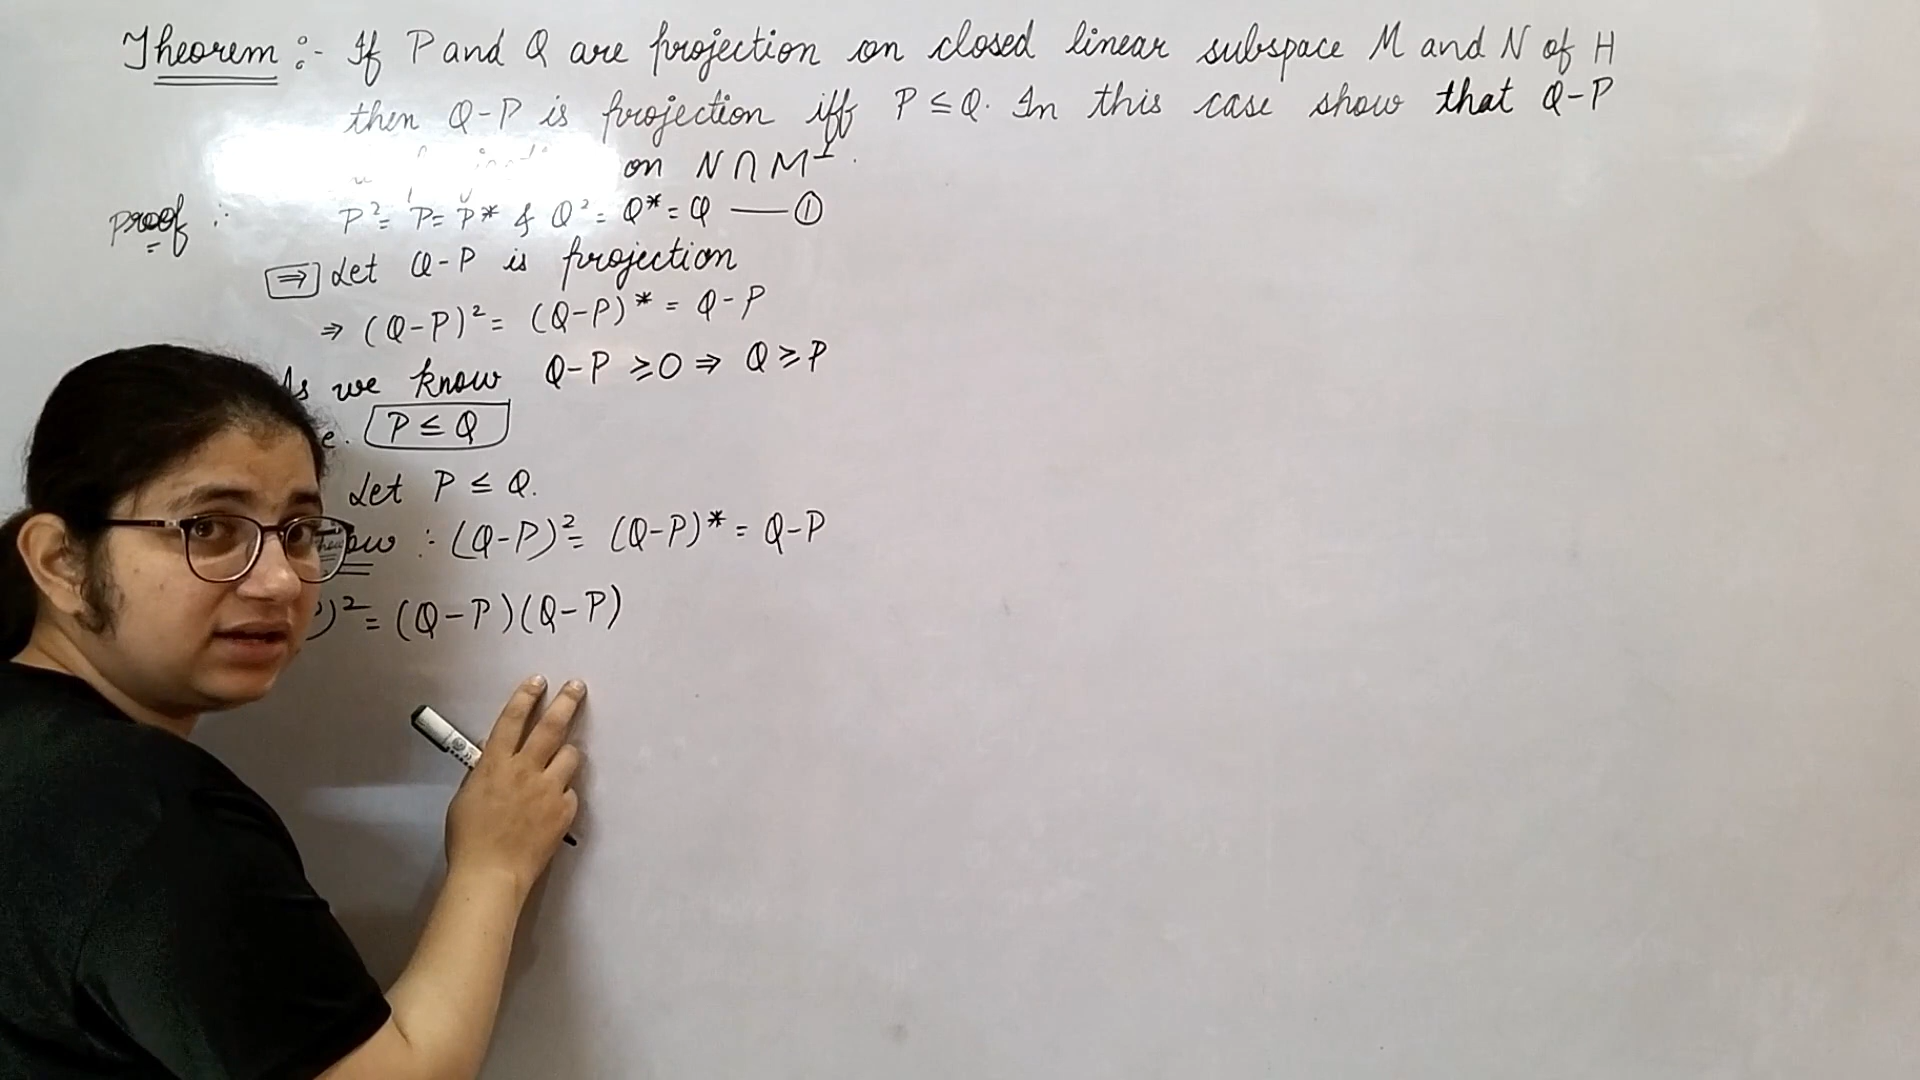 Theorem :- If P and Q are projection on closed linear subspace M and N of H
then Q-P is projection iff P ≤ Q. In this case show that Q-P
on N ∩ M⊥.
proof : P² = P = P* & Q² = Q* = Q —— ①
⇒ Let Q-P is projection
⇒ (Q-P)² = (Q-P)* = Q-P
As we know Q-P ≥ 0 ⇒ Q ≥ P
e. P ≤ Q
Let P ≤ Q.
:- (Q-P)² = (Q-P)* = Q-P
)² = (Q-P)(Q-P)